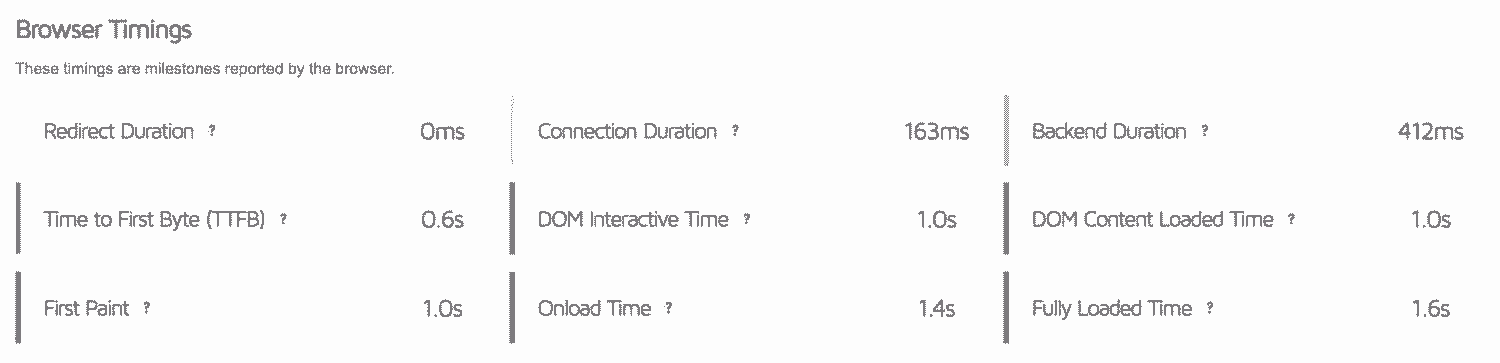 Browser Timings
These timings are milestones reported by the browser.
Redirect Duration ? 0ms Connection Duration ? 163ms Backend Duration ? 412ms
Time to First Byte (TTFB) ? 0.6s DOM Interactive Time ? 1.0s DOM Content Loaded Time ? 1.0s
First Paint ? 1.0s Onload Time ? 1.4s Fully Loaded Time ? 1.6s